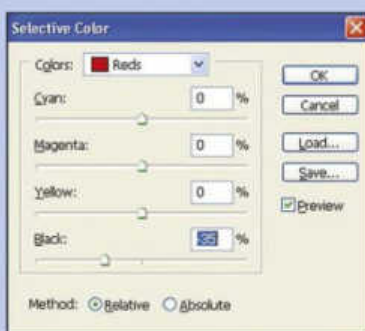 Selective Color
Colors: Reds
Cyan: 0 %
Magenta: 0 %
Yellow: 0 %
Black: -35 %
Method: Relative Absolute
OK
Cancel
Load...
Save...
Preview